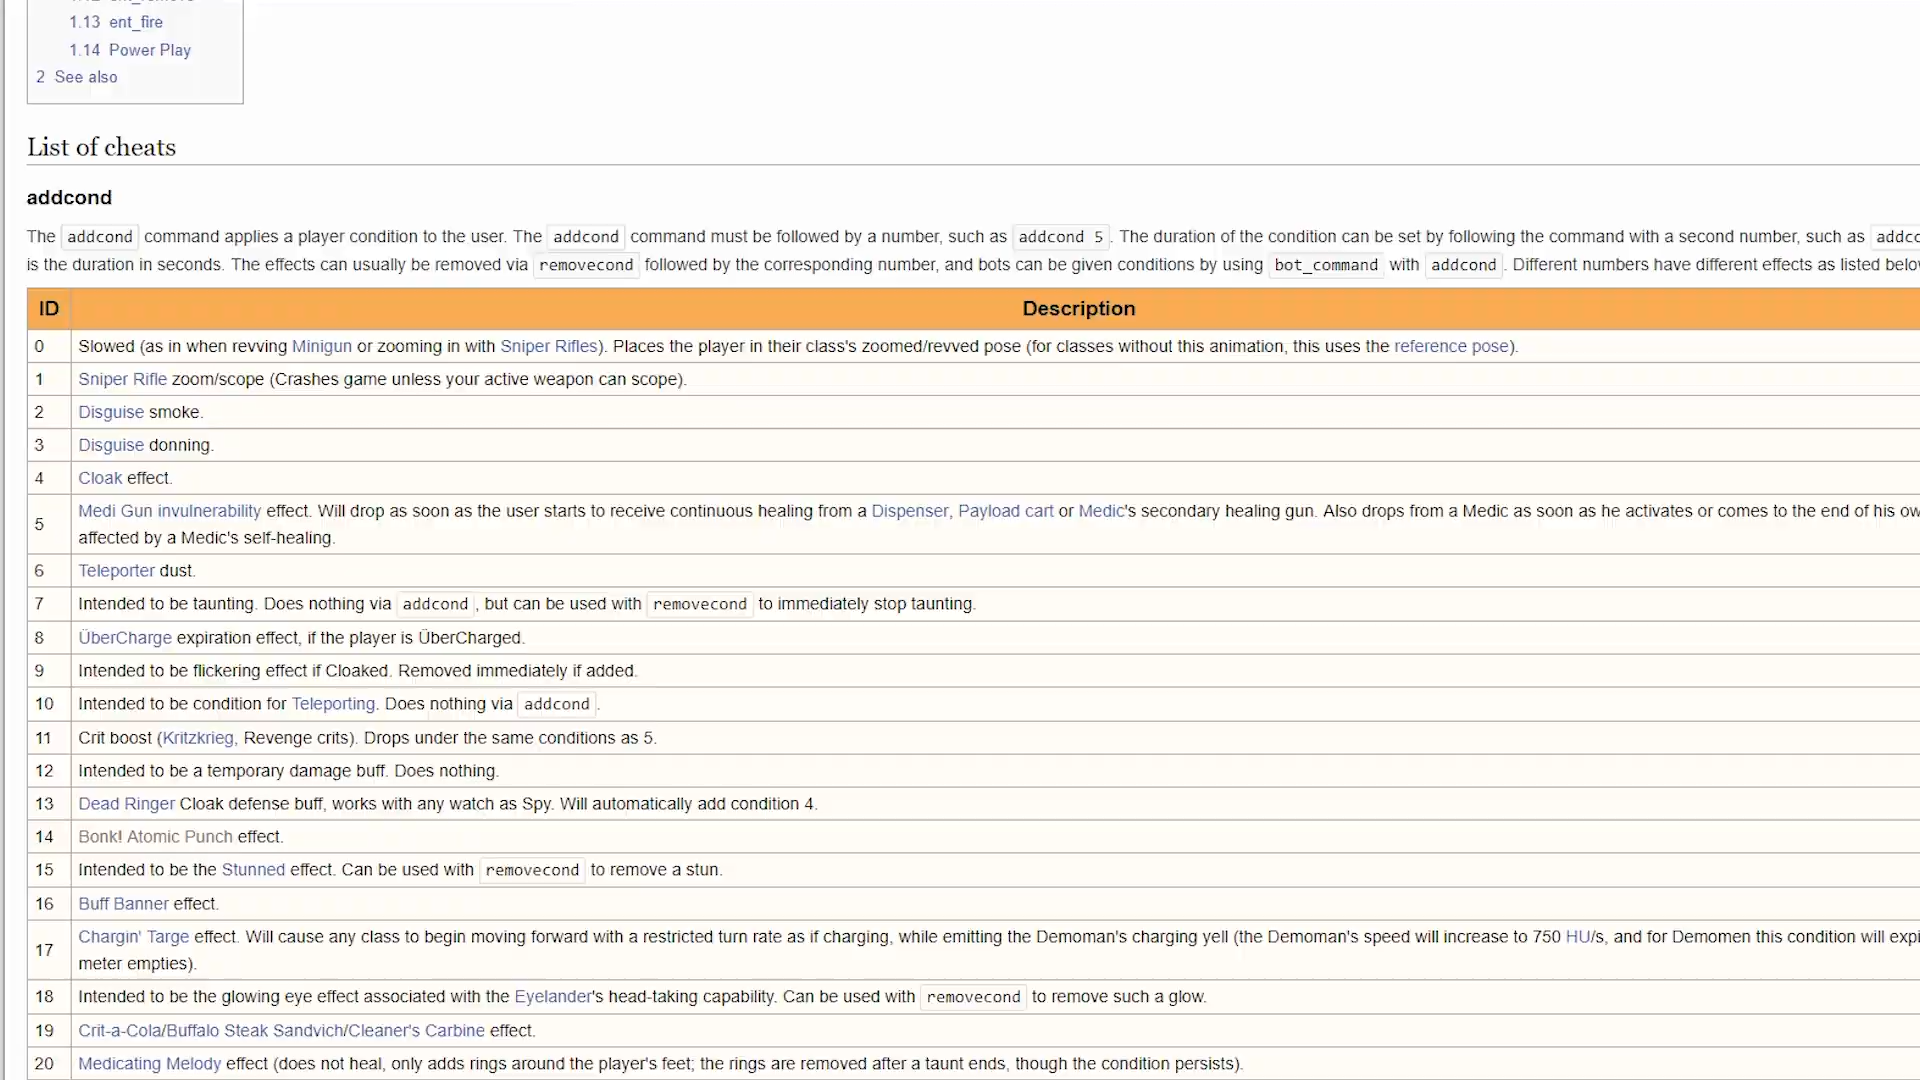 1.13 ent_fire
1.14 Power Play
2 See also
List of cheats
addcond
The addcond command applies a player condition to the user. The addcond command must be followed by a number, such as addcond 5. The duration of the condition can be set by following the command with a second number, such as
is the duration in seconds. The effects can usually be removed via removecond followed by the corresponding number, and bots can be given conditions by using bot_command with addcond. Different numbers have different effects as listed
ID Description
0 Slowed (as in when revving Minigun or zooming in with Sniper Rifles). Places the player in their class's zoomed/revved pose (for classes without this animation, this uses the reference pose).
1 Sniper Rifle zoom/scope (Crashes game unless your active weapon can scope).
2 Disguise smoke.
3 Disguise donning.
4 Cloak effect.
5 Medi Gun invulnerability effect. Will drop as soon as the user starts to receive continuous healing from a Dispenser, Payload cart or Medic's secondary healing gun. Also drops from a Medic as soon as he activates or comes to the end of his
affected by a Medic's self-healing.
6 Teleporter dust.
7 Intended to be taunting. Does nothing via addcond, but can be used with removecond to immediately stop taunting.
8 ÜberCharge expiration effect, if the player is ÜberCharged.
9 Intended to be flickering effect if Cloaked. Removed immediately if added.
10 Intended to be condition for Teleporting. Does nothing via addcond.
11 Crit boost (Kritzkrieg, Revenge crits). Drops under the same conditions as 5.
12 Intended to be a temporary damage buff. Does nothing.
13 Dead Ringer Cloak defense buff, works with any watch as Spy. Will automatically add condition 4.
14 Bonk! Atomic Punch effect.
15 Intended to be the Stunned effect. Can be used with removecond to remove a stun.
16 Buff Banner effect.
17 Chargin' Targe effect. Will cause any class to begin moving forward with a restricted turn rate as if charging, while emitting the Demoman's charging yell (the Demoman's speed will increase to 750 HU/s, and for Demomen this condition will
meter empties).
18 Intended to be the glowing eye effect associated with the Eyelander's head-taking capability. Can be used with removecond to remove such a glow.
19 Crit-a-Cola/Buffalo Steak Sandvich/Cleaner's Carbine effect.
20 Medicating Melody effect (does not heal, only adds rings around the player's feet; the rings are removed after a taunt ends, though the condition persists).